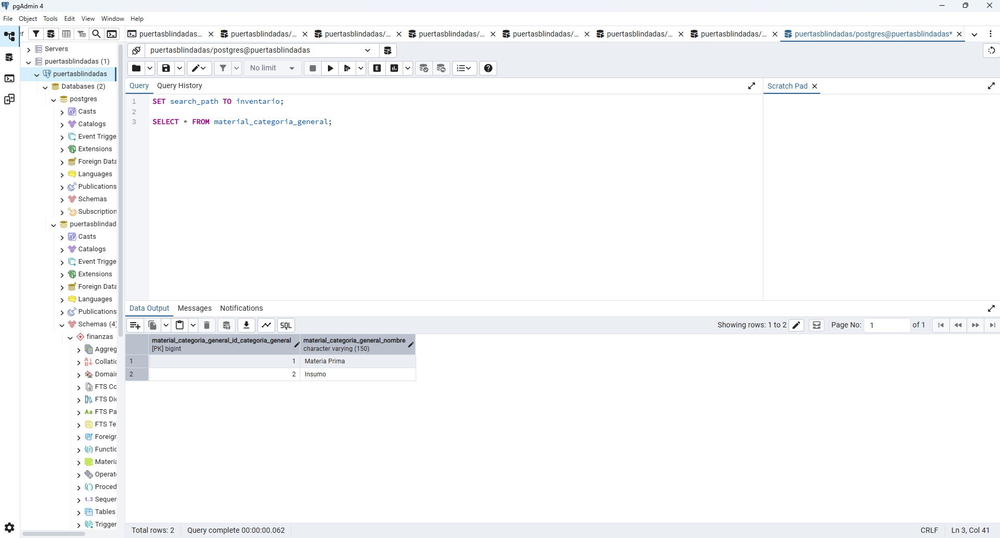 pgAdmin 4
File Object Tools Edit View Window Help
er
puertasblindadas...
puertasblindadas/...
puertasblindadas/...
puertasblindadas/...
puertasblindadas/...
puertasblindadas/...
puertasblindadas/...
puertasblindadas/postgres@puertasblindadas*
Servers
puertasblindadas (1)
puertasblindadas
Databases (2)
postgres
Casts
Catalogs
Event Trigge
Extensions
Foreign Data
Languages
Publications
Schemas
Subscription
puertasblindad
Casts
Catalogs
Event Trigge
Extensions
Foreign Data
Languages
Publications
Schemas (4)
finanzas
Aggreg
Collatio
Domain
FTS Co
FTS Dic
Aa FTS Pa
FTS Te
Foreign
Functio
Materia
Operat
Proced
1..3 Sequen
Tables
Trigger
puertasblindadas/postgres@puertasblindadas
No limit
E
Query Query History
Scratch Pad
1 SET search_path TO inventario;
2
3 SELECT * FROM material_categoria_general;
Data Output Messages Notifications
SQL
Showing rows: 1 to 2
Page No: 1 of 1
material_categoria_general_id_categoria_general
[PK] bigint
material_categoria_general_nombre
character varying (150)
1 1 Materia Prima
2 2 Insumo
Total rows: 2
Query complete 00:00:00.062
CRLF
Ln 3, Col 41